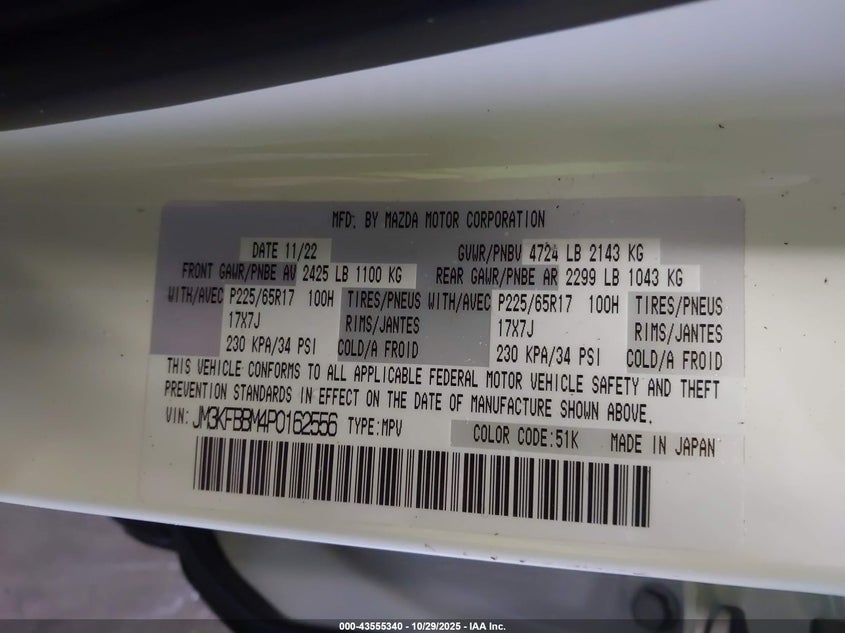 MFD. BY MAZDA MOTOR CORPORATION
DATE 11/22 GVWR/PNBV 4724 LB 2143 KG
FRONT GAWR/PNBE AV 2425 LB 1100 KG REAR GAWR/PNBE AR 2299 LB 1043 KG
WITH/AVEC P225/65R17 100H TIRES/PNEUS WITH/AVEC P225/65R17 100H TIRES/PNEUS
17X7J RIMS/JANTES 17X7J RIMS/JANTES
230 KPA/34 PSI COLD/A FROID 230 KPA/34 PSI COLD/A FROID
THIS VEHICLE CONFORMS TO ALL APPLICABLE FEDERAL MOTOR VEHICLE SAFETY AND THEFT
PREVENTION STANDARDS IN EFFECT ON THE DATE OF MANUFACTURE SHOWN ABOVE.
VIN: JM3KFBBM4P0162556 TYPE:MPV COLOR CODE:51K MADE IN JAPAN
000-43555340 | 10/29/2025 - IAA Inc.